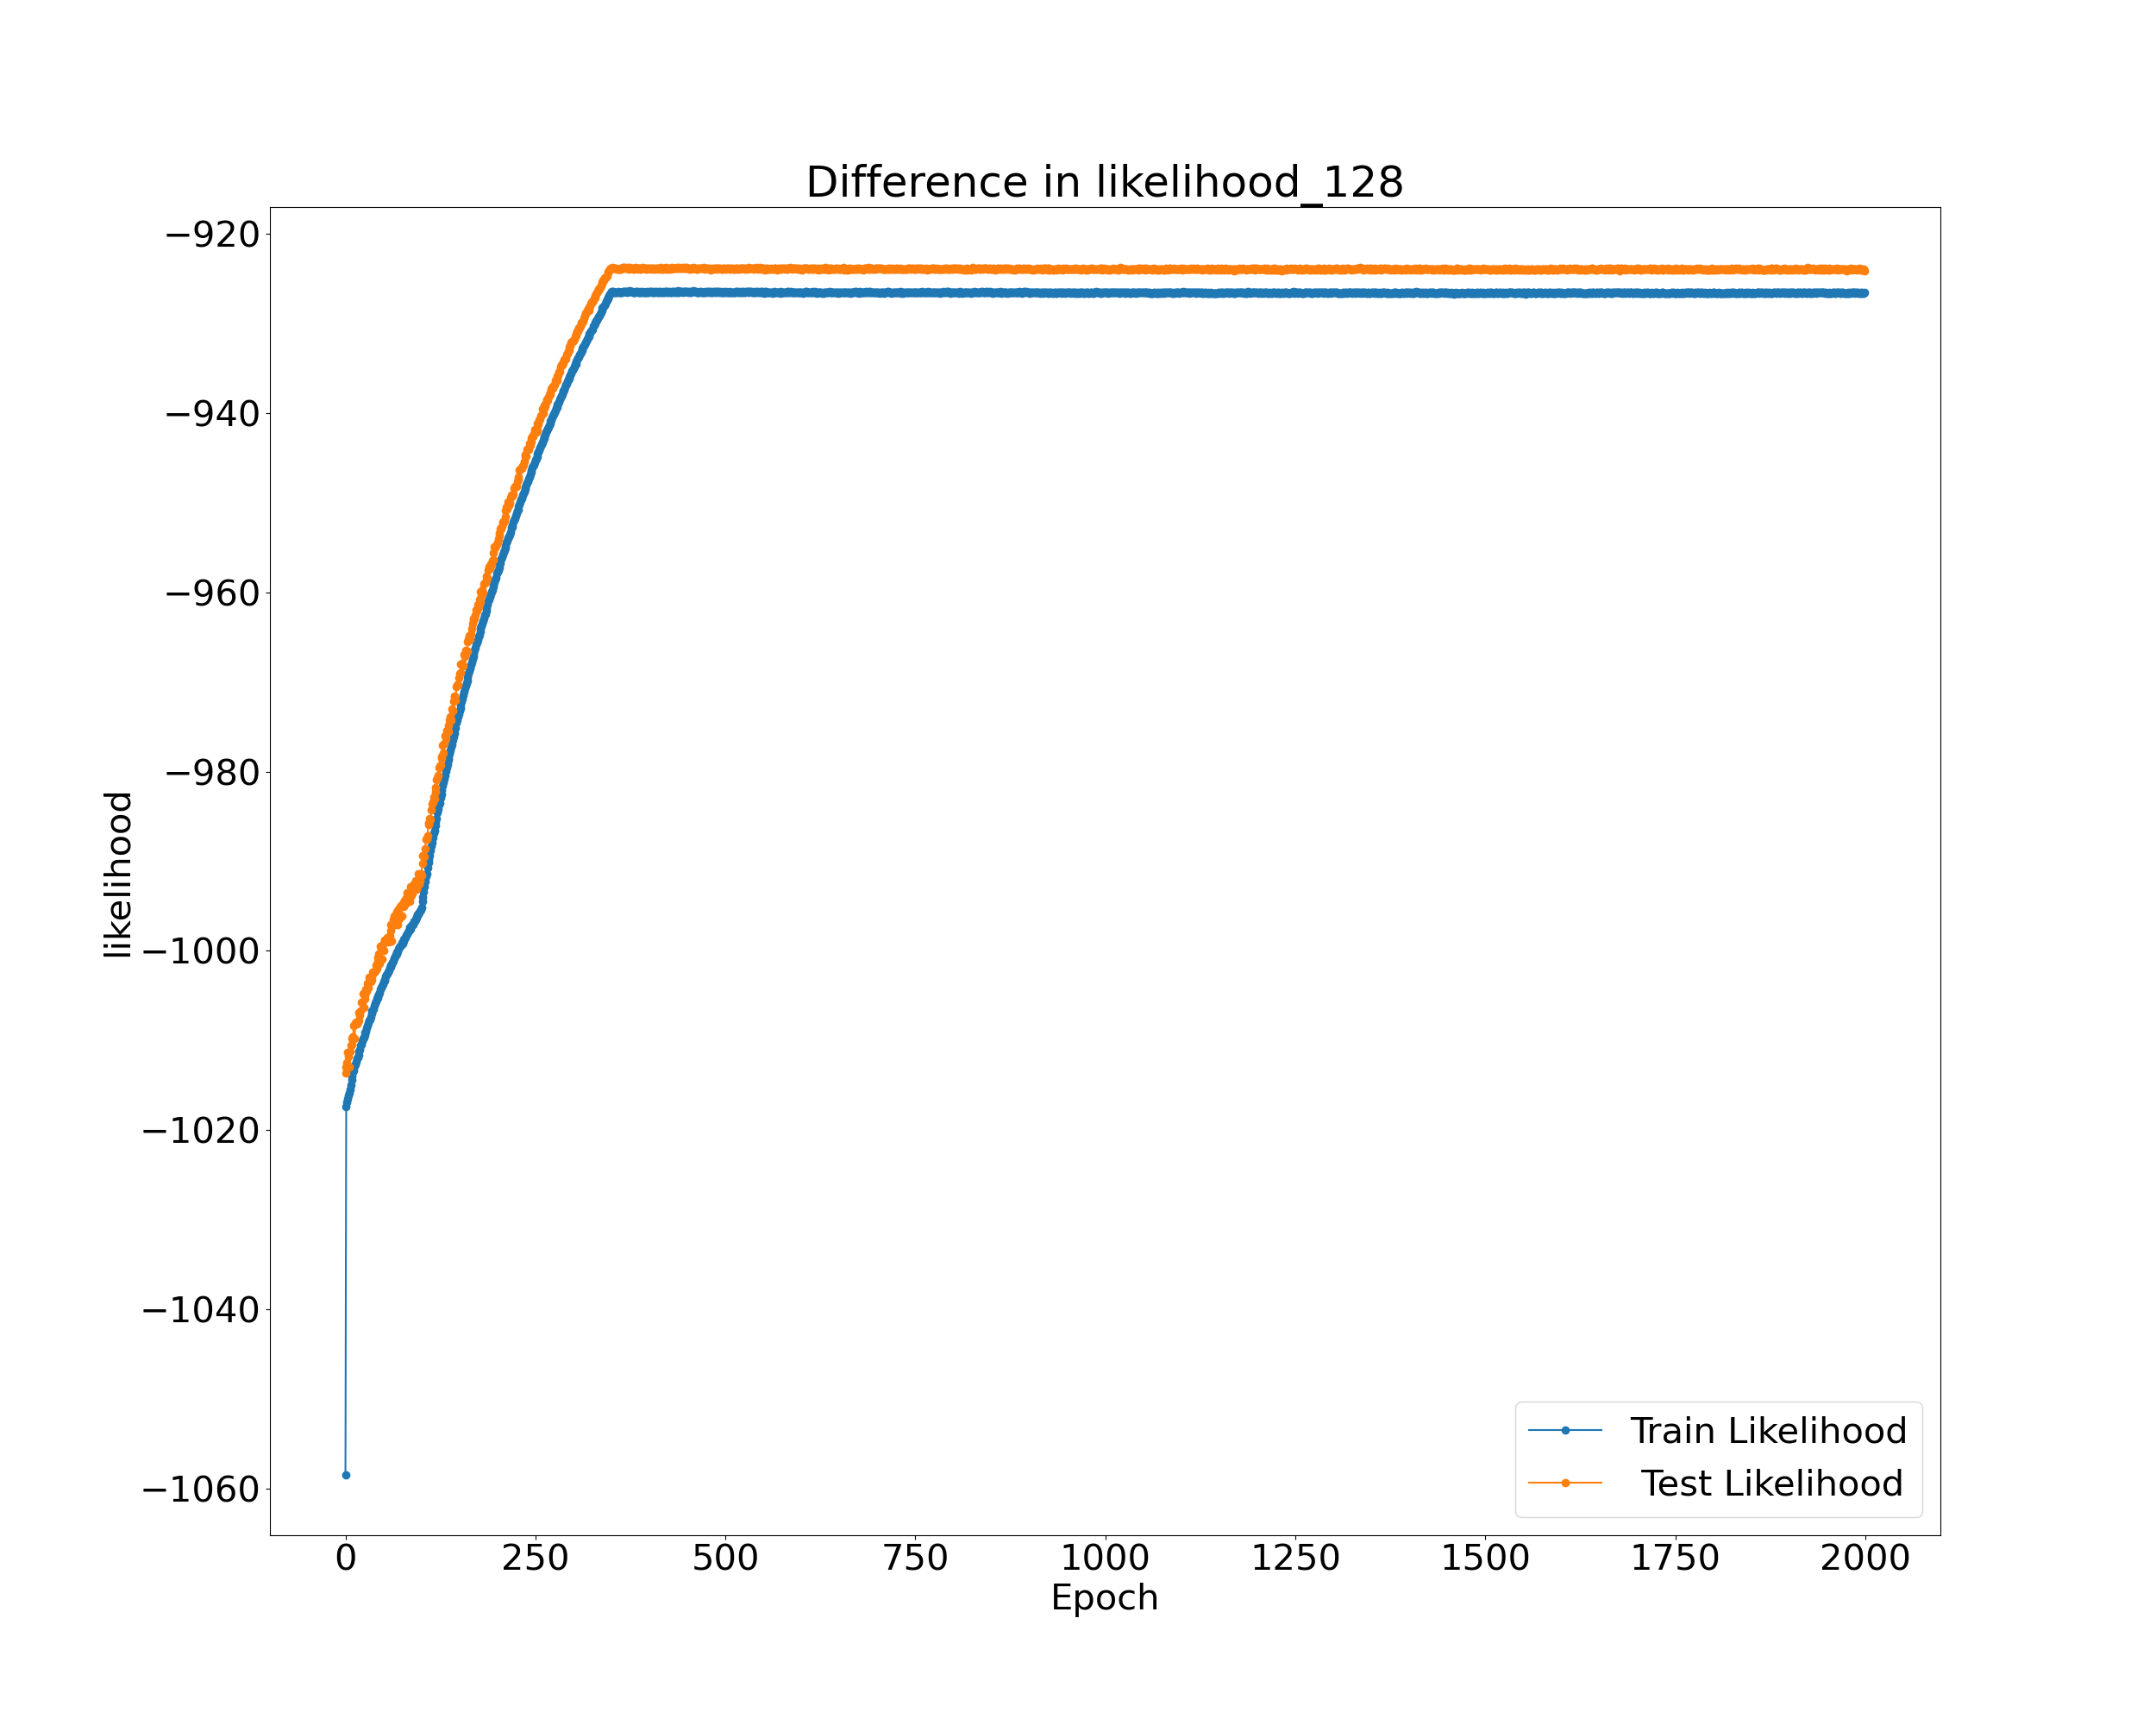 Difference in likelihood_128
likelihood
−920
−940
−960
−980
−1000
−1020
−1040
−1060
0 250 500 750 1000 1250 1500 1750 2000
Epoch
Train Likelihood
Test Likelihood